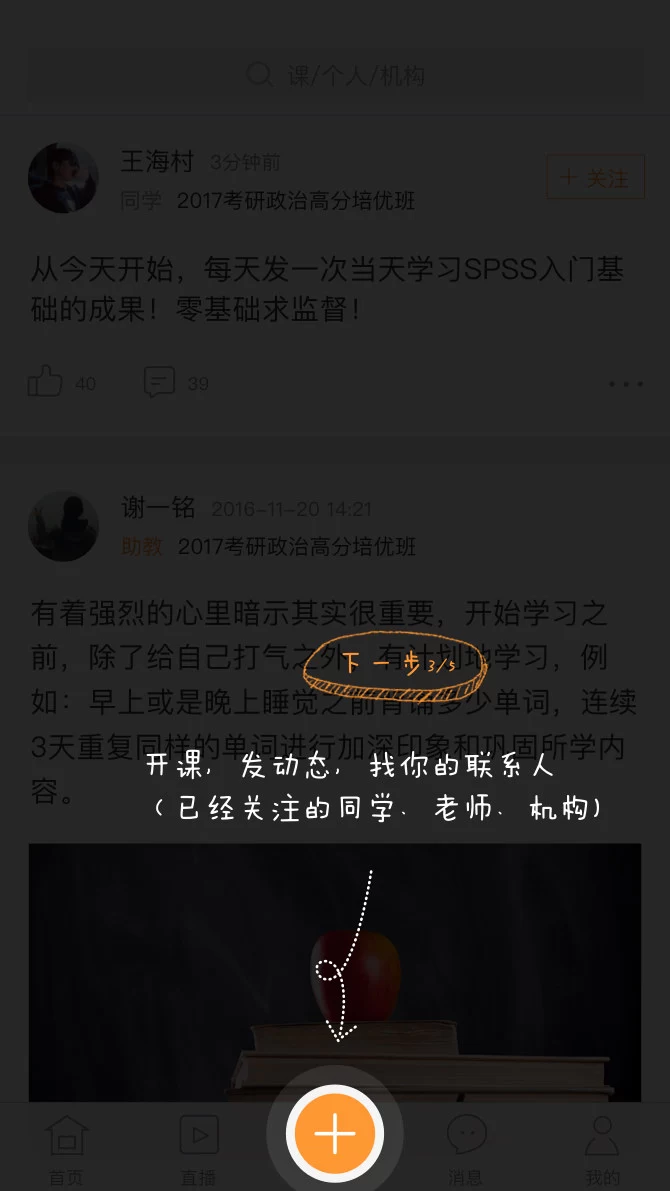 课/个人/机构
王海村 3分钟前
+ 关注
同学 2017考研政治高分培优班
从今天开始，每天发一次当天学习SPSS入门基
础的成果！零基础求监督！
40 39
谢一铭 2016-11-20 14:21
助教 2017考研政治高分培优班
有着强烈的心里暗示其实很重要，开始学习之
前，除了给自己打气之外，有计划地学习，例
下一步3/5
如：早上或是晚上睡觉之前背诵多少单词，连续
3天重复同样的单词进行加深印象和巩固所学内
开课，发动态，找你的联系人
容。
（已经关注的同学、老师、机构）
首页 直播 消息 我的